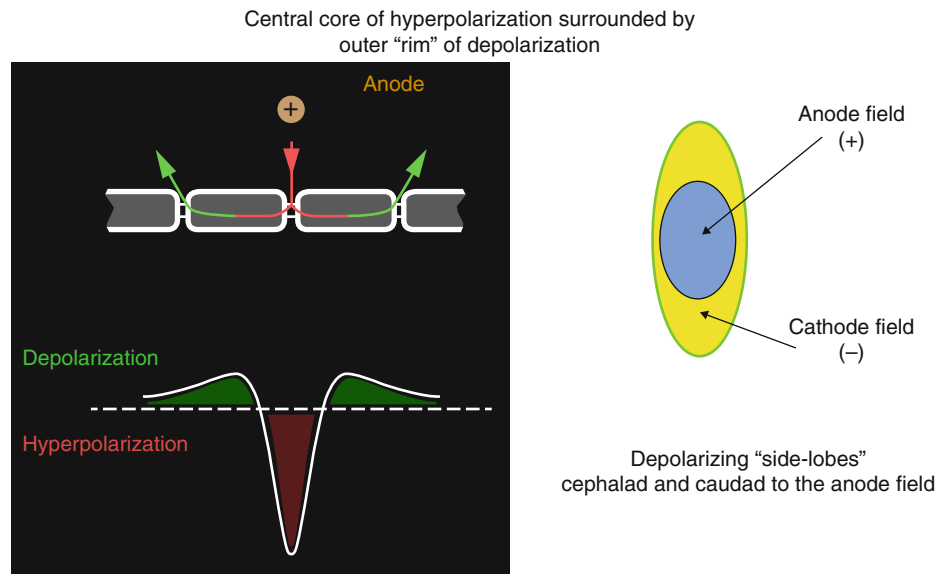 Central core of hyperpolarization surrounded by
outer “rim” of depolarization
Anode
+
Depolarization
Hyperpolarization
Anode field
(+)
Cathode field
(–)
Depolarizing “side-lobes”
cephalad and caudad to the anode field